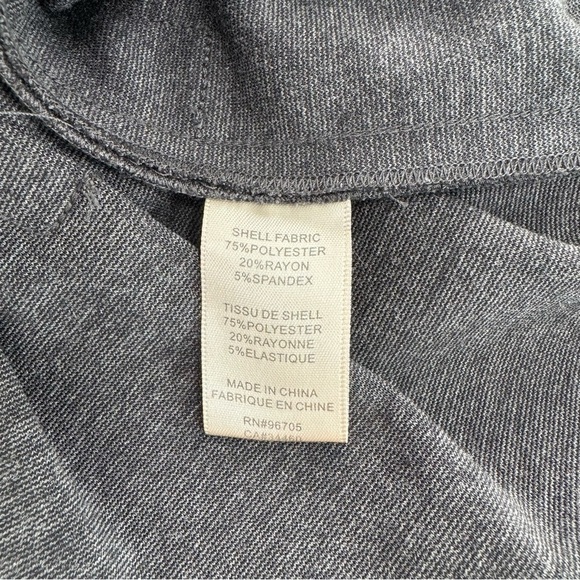 SHELL FABRIC
75%POLYESTER
20%RAYON
5%SPANDEX
TISSU DE SHELL
75%POLYESTER
20%RAYONNE
5%ELASTIQUE
MADE IN CHINA
FABRIQUE EN CHINE
RN#96705